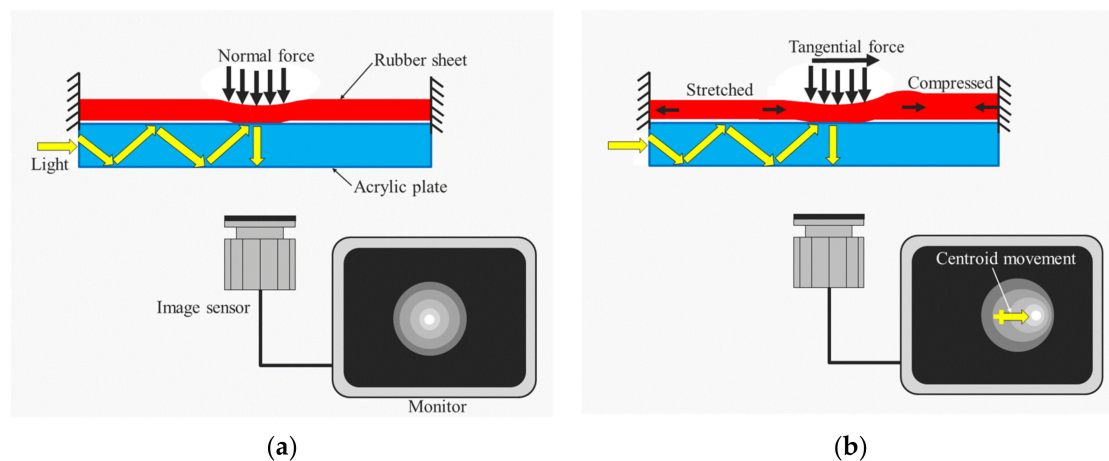 Normal force
Rubber sheet
Light
Acrylic plate
Image sensor
Monitor
(a)
Tangential force
Stretched
Compressed
Centroid movement
(b)